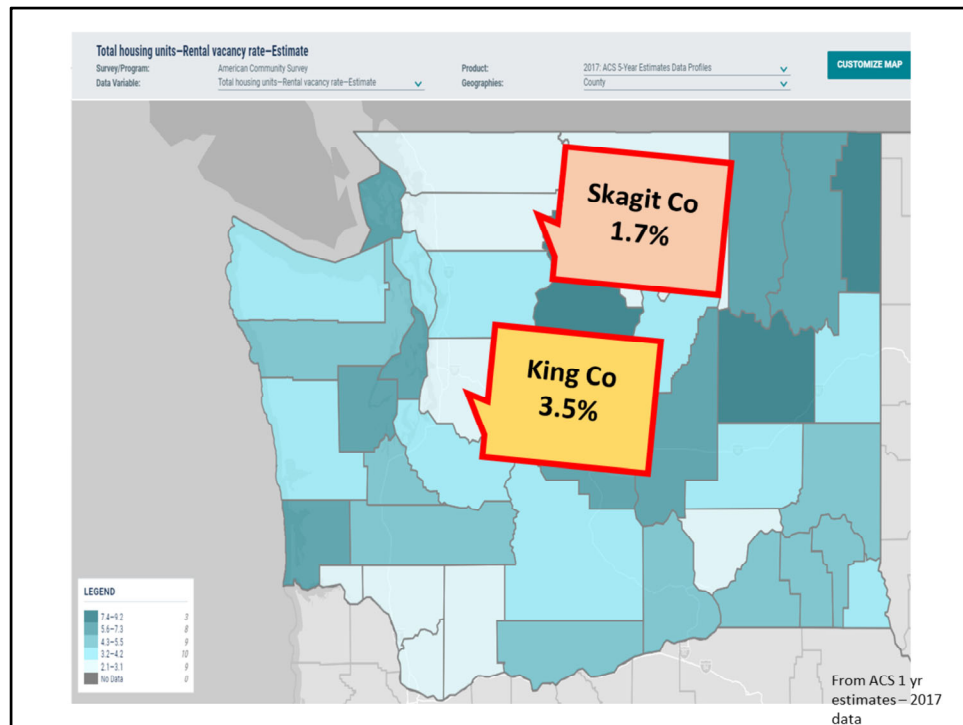 Total housing units—Rental vacancy rate—Estimate
Survey/Program: American Community Survey Product: 2017: ACS 5-Year Estimates Data Profiles
Data Variable: Total housing units—Rental vacancy rate—Estimate Geographies: County
CUSTOMIZE MAP
Skagit Co
1.7%
King Co
3.5%
LEGEND
7.4—9.2 3
5.6—7.3 8
4.3—5.5 9
3.2—4.2 10
2.1—3.1 9
No Data 0
From ACS 1 yr
estimates – 2017
data